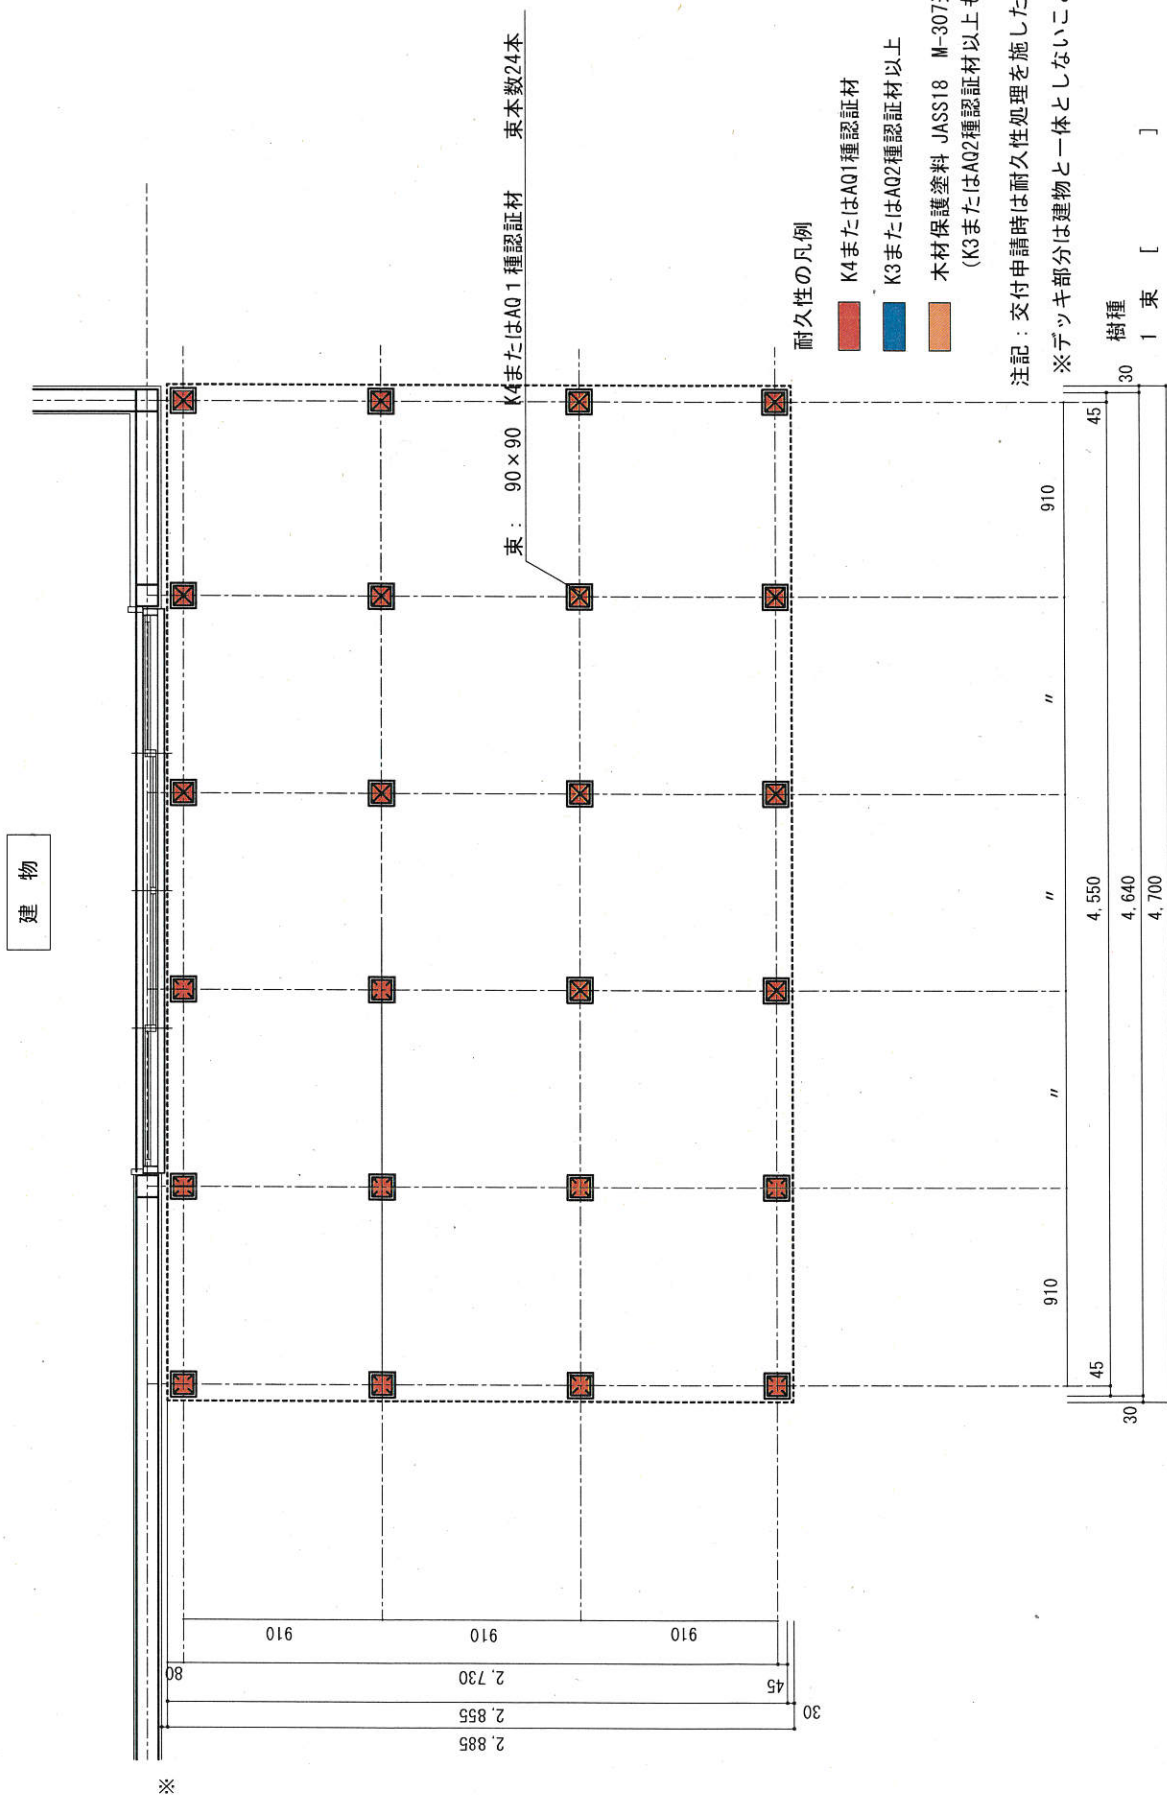 建 物
束： 90×90 K4またはAQ1種認証材 束本数24本
耐久性の凡例
K4またはAQ1種認証材
K3またはAQ2種認証材以上
木材保護塗料 JASS18 M-307
(K3またはAQ2種認証材以上
注記：交付申請時は耐久性処理を施した
※デッキ部分は建物と一体としないこ
樹種
1 束 [ ]
910
〃
〃
〃
910
45
4,550
45
30
4,640
30
4,700
※
80
910
910
910
2,730
45
2,855
30
2,885